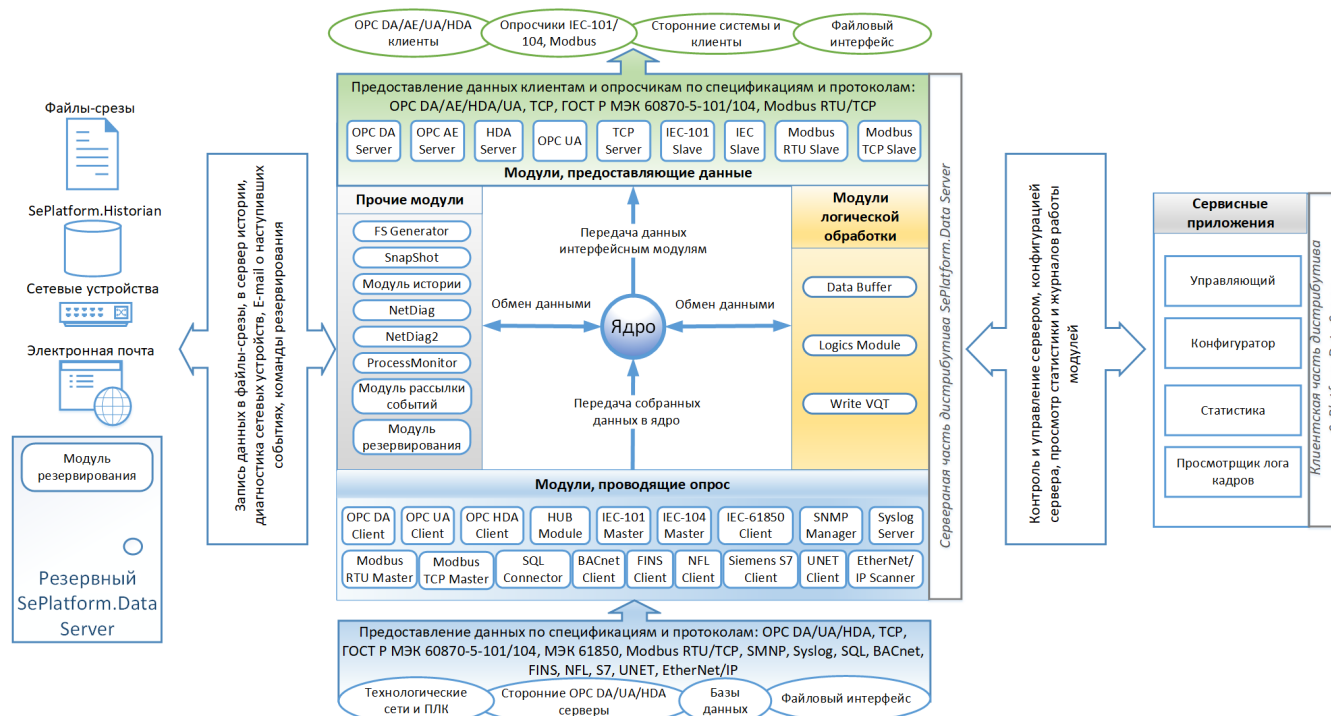 OPC DA/AE/UA/HDA
клиенты
Опросчики IEC-101/
104, Modbus
Сторонние системы и
клиенты
Файловый
интерфейс
Предоставление данных клиентам и опросчикам по спецификациям и протоколам:
OPC DA/AE/HDA/UA, TCP, ГОСТ Р МЭК 60870-5-101/104, Modbus RTU/TCP
OPC DA
Server
OPC AE
Server
HDA
Server
OPC UA
TCP
Server
IEC-101
Slave
IEC
Slave
Modbus
RTU Slave
Modbus
TCP Slave
Модули, предоставляющие данные
Файлы-срезы
SePlatform.Historian
Сетевые устройства
Электронная почта
Модуль
резервирования
Резервный
SePlatform.Data
Server
Запись данных в файлы-срезы, в сервер истории,
диагностика сетевых устройств, E-mail о наступивших
событиях, команды резервирования
Прочие модули
FS Generator
SnapShot
Модуль истории
NetDiag
NetDiag2
ProcessMonitor
Модуль рассылки
событий
Модуль
резервирования
Передача данных
интерфейсным модулям
Обмен данными
Ядро
Обмен данными
Передача собранных
данных в ядро
Модули
логической
обработки
Data Buffer
Logics Module
Write VQT
Серверная часть дистрибутива SePlatform.Data Server
Контроль и управление сервером, конфигурацией
сервера, просмотр статистики и журналов работы
модулей
Сервисные
приложения
Управляющий
Конфигуратор
Статистика
Просмотрщик лога
кадров
Клиентская часть дистрибутива
Модули, проводящие опрос
OPC DA
Client
OPC UA
Client
OPC HDA
Client
HUB
Module
IEC-101
Master
IEC-104
Master
IEC-61850
Client
SNMP
Manager
Syslog
Server
Modbus
RTU Master
Modbus
TCP Master
SQL
Connector
BACnet
Client
FINS
Client
NFL
Client
Siemens S7
Client
UNET
Client
EtherNet/
IP Scanner
Предоставление данных по спецификациям и протоколам: OPC DA/UA/HDA, TCP,
ГОСТ Р МЭК 60870-5-101/104, МЭК 61850, Modbus RTU/TCP, SMNP, Syslog, SQL, BACnet,
FINS, NFL, S7, UNET, EtherNet/IP
Технологические
сети и ПЛК
Сторонние OPC DA/UA/HDA
серверы
Базы
данных
Файловый интерфейс